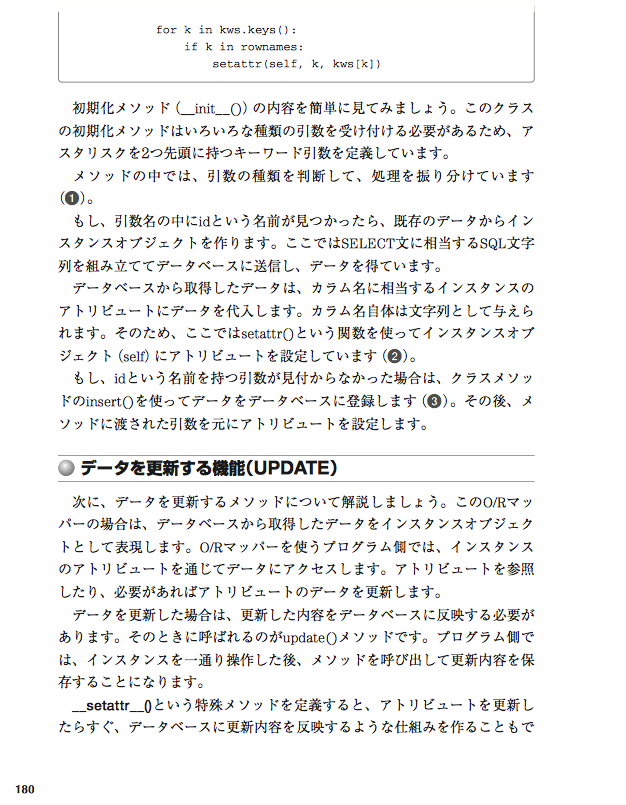 for k in kws.keys():
if k in rownames:
setattr(self, k, kws[k])
初期化メソッド（__init__()）の内容を簡単に見てみましょう。このクラス
の初期化メソッドはいろいろな種類の引数を受け付ける必要があるため、ア
スタリスクを2つ先頭に持つキーワード引数を定義しています。
メソッドの中では、引数の種類を判断して、処理を振り分けています
（❶）。
もし、引数名の中にidという名前が見つかったら、既存のデータからイン
スタンスオブジェクトを作ります。ここではSELECT文に相当するSQL文字
列を組み立ててデータベースに送信し、データを得ています。
データベースから取得したデータは、カラム名に相当するインスタンスの
アトリビュートにデータを代入します。カラム名自体は文字列として与えら
れます。そのため、ここではsetattr()という関数を使ってインスタンスオブ
ジェクト（self）にアトリビュートを設定しています（❷）。
もし、idという名前を持つ引数が見付からなかった場合は、クラスメソッ
ドのinsert()を使ってデータをデータベースに登録します（❸）。その後、メ
ソッドに渡された引数を元にアトリビュートを設定します。
データを更新する機能（UPDATE）
次に、データを更新するメソッドについて解説しましょう。このO/Rマッ
パーの場合は、データベースから取得したデータをインスタンスオブジェク
トとして表現します。O/Rマッパーを使うプログラム側では、インスタンス
のアトリビュートを通じてデータにアクセスします。アトリビュートを参照
したり、必要があればアトリビュートのデータを更新します。
データを更新した場合は、更新した内容をデータベースに反映する必要が
あります。そのときに呼ばれるのがupdate()メソッドです。プログラム側で
は、インスタンスを一通り操作した後、メソッドを呼び出して更新内容を保
存することになります。
__setattr__()という特殊メソッドを定義すると、アトリビュートを更新し
たらすぐ、データベースに更新内容を反映するような仕組みを作ることもで
180